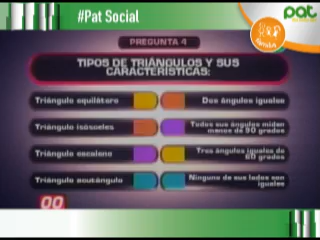 #Pat Social
pat
PREGUNTA 4
TIPOS DE TRIÁNGULOS Y SUS
CARACTERÍSTICAS:
Triángulo equilátero
Dos ángulos iguales
Triángulo isósceles
Todos sus ángulos miden
menos de 90 grados
Triángulo escaleno
Tres ángulos iguales de
60 grados
Triángulo acutángulo
Ninguno de sus lados son
iguales
00